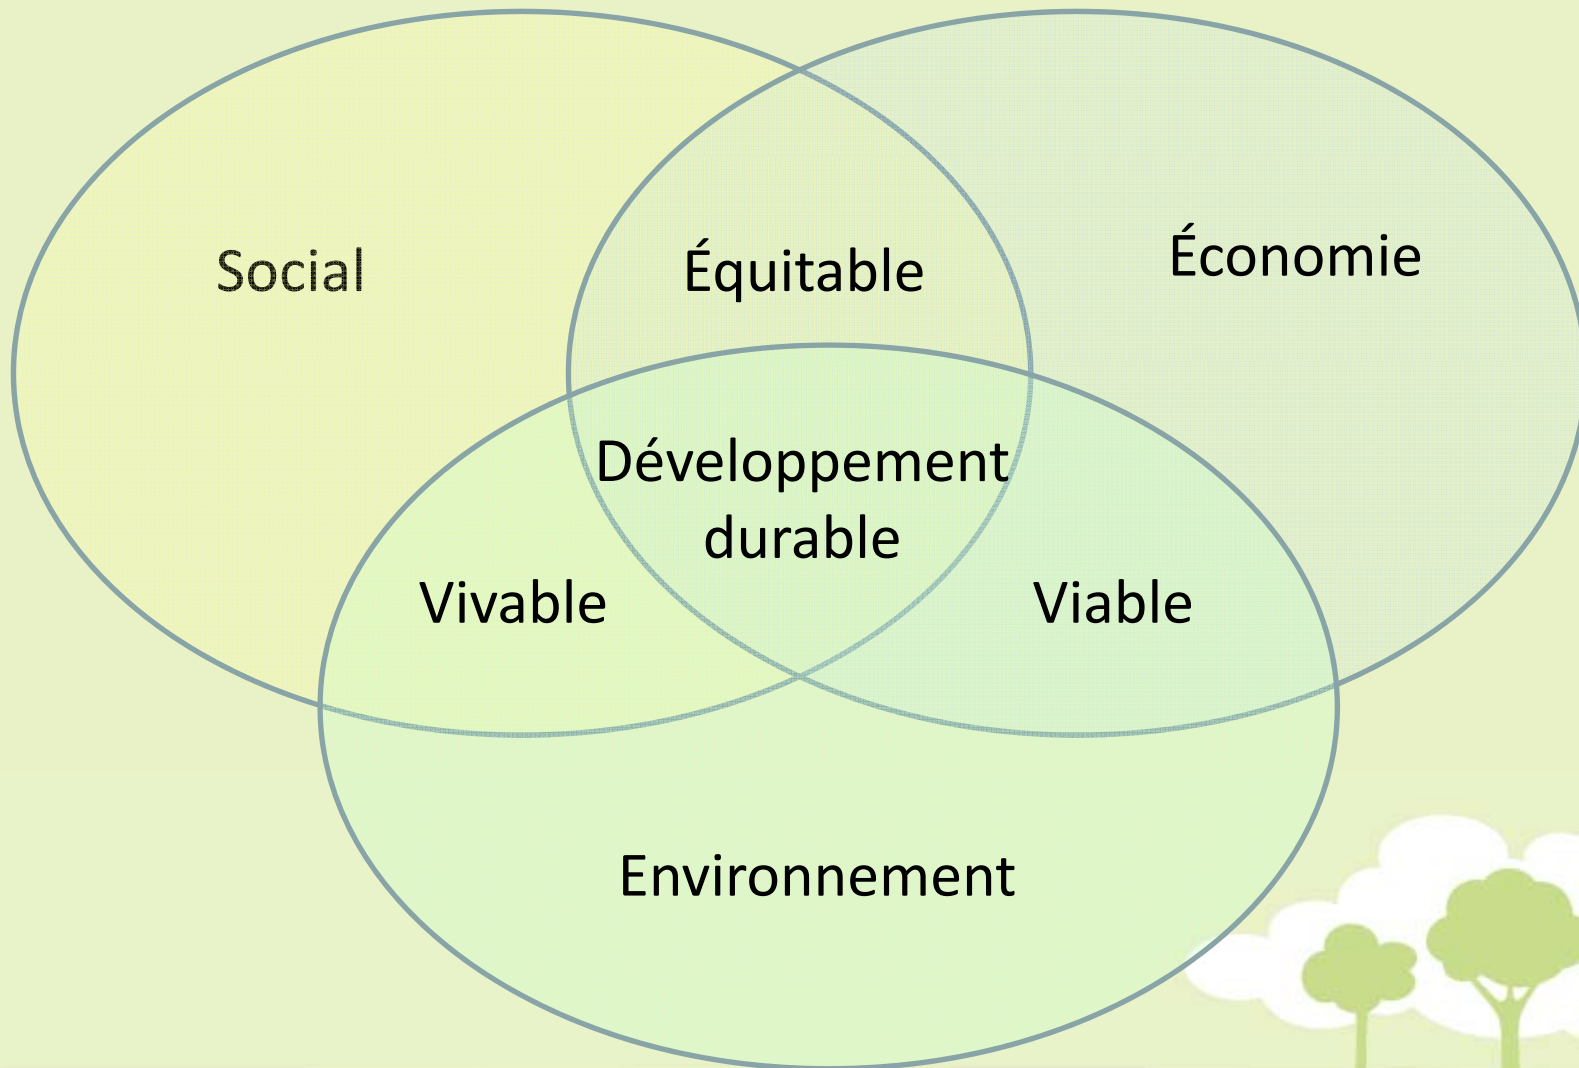 Social
Équitable
Économie
Développement
durable
Vivable
Viable
Environnement